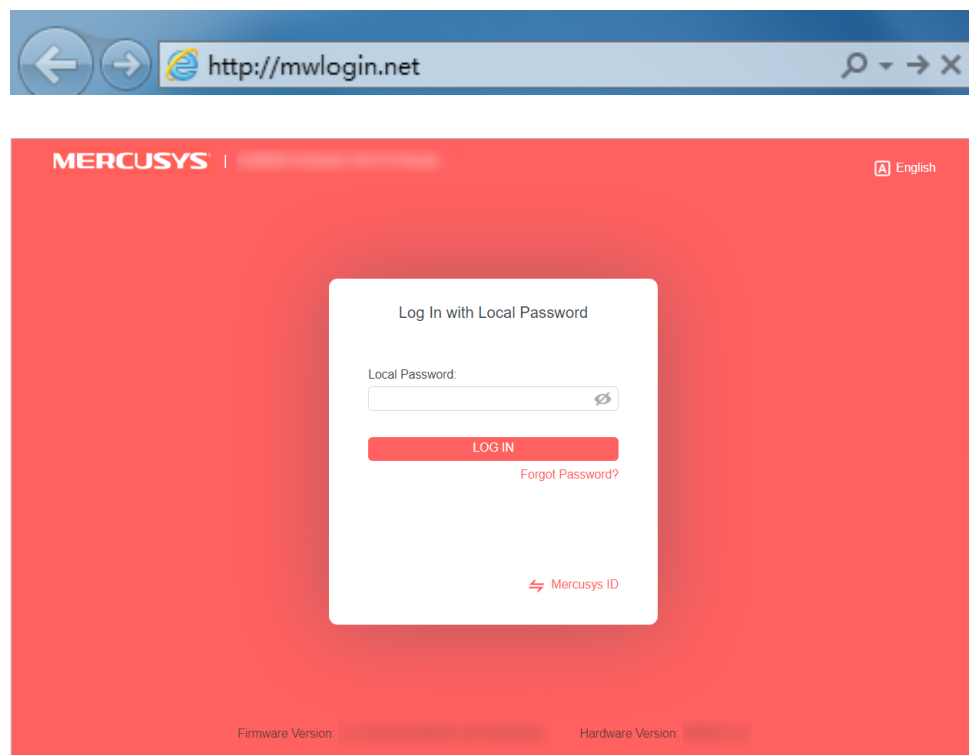 http://mwlogin.net
MERCUSYS |
A English
Log In with Local Password
Local Password:
LOG IN
Forgot Password?
Mercusys ID
Firmware Version: Hardware Version: